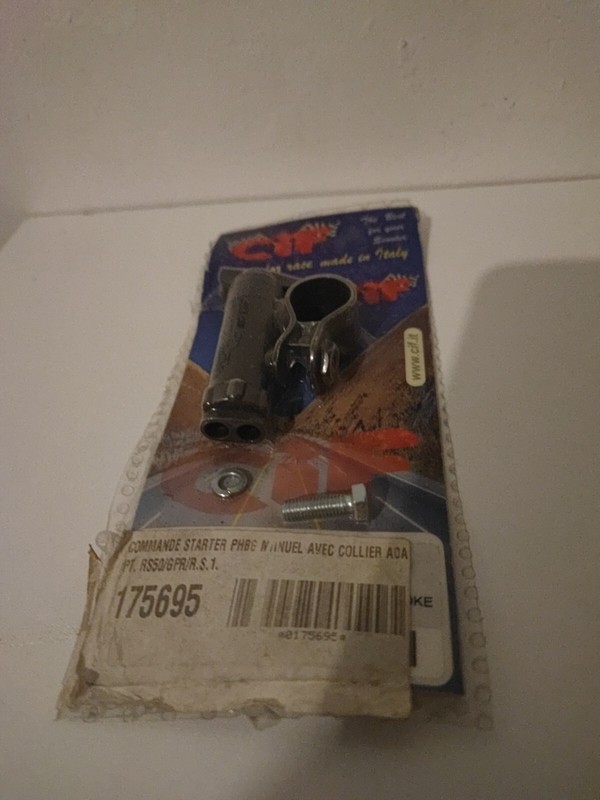 CIF
The Best
for your
Scooter
for race made in Italy
www.cif.it
COMMANDE STARTER PHBG MANUEL AVEC COLLIER ADA
PT. RS50/GPR/R.S.1.
175695
*0175695*
OKE